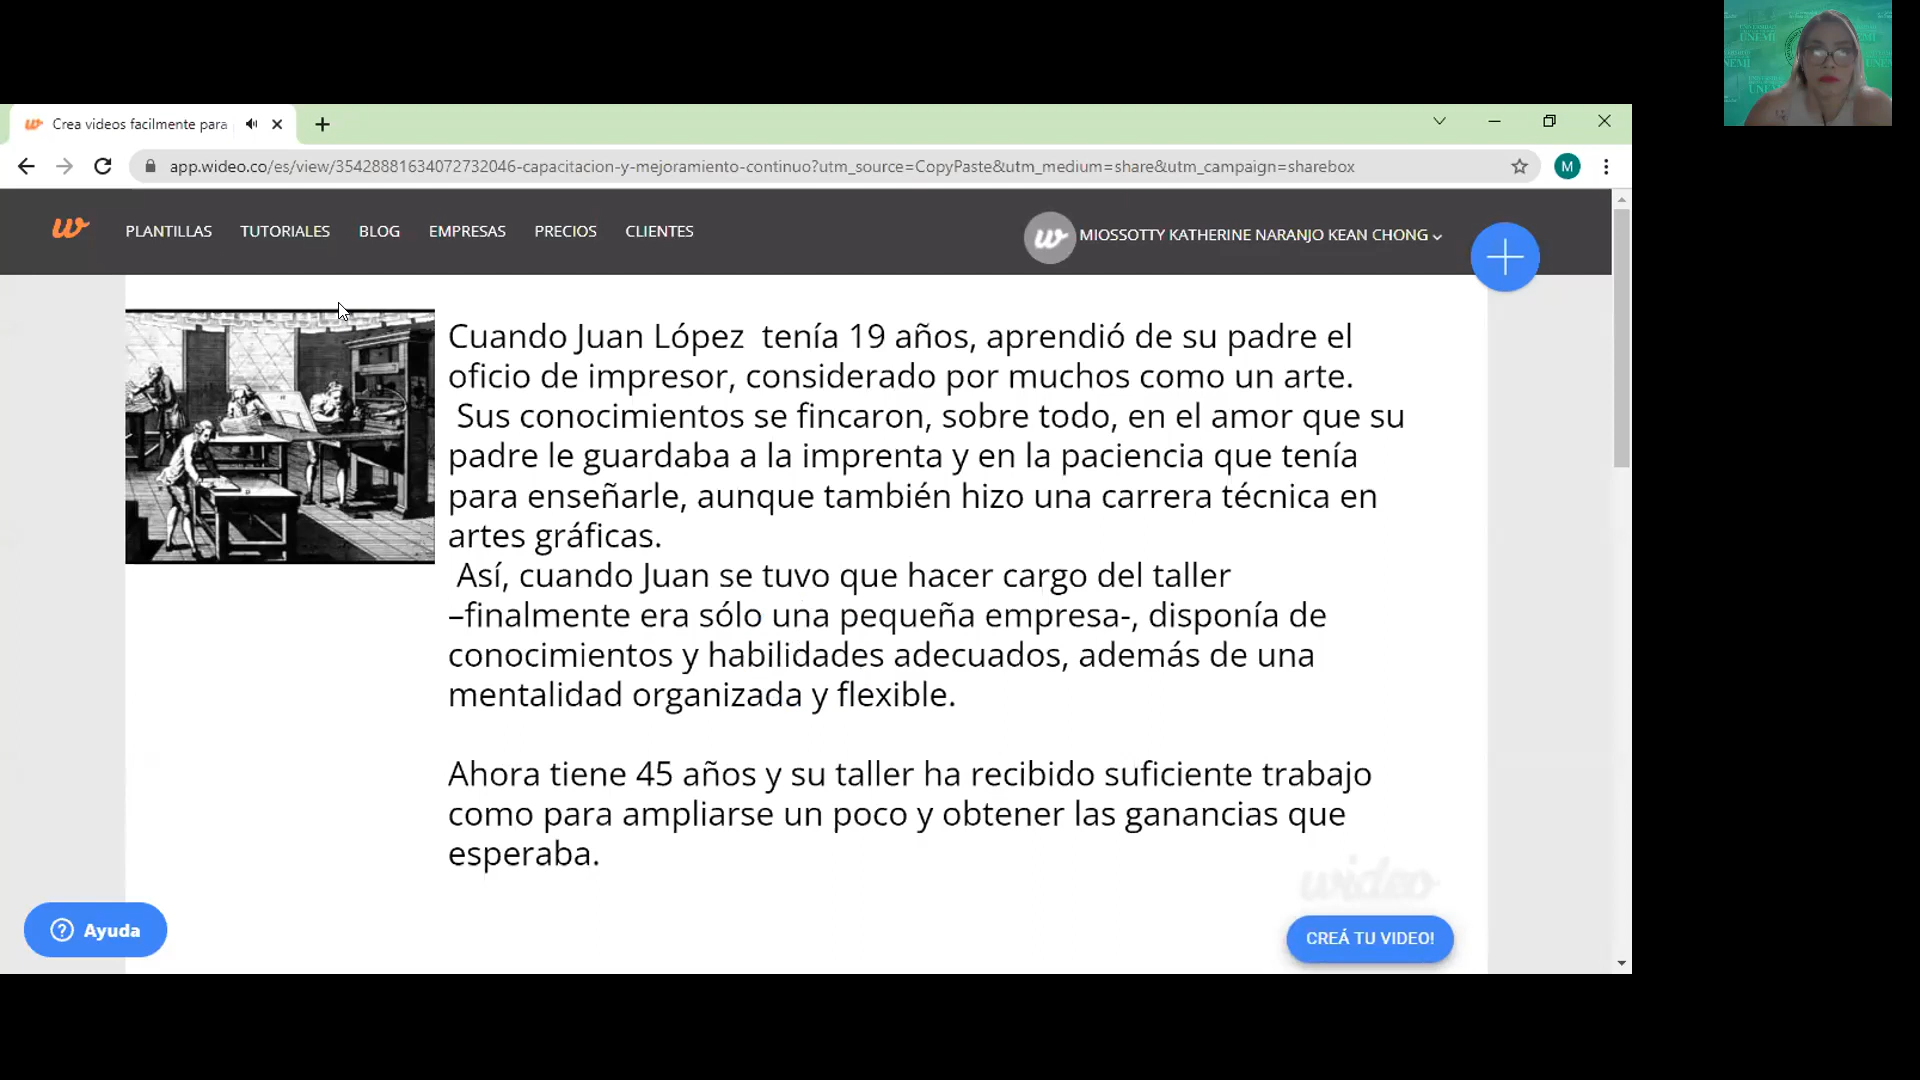 UNEMI
Crea videos facilmente para
app.wideo.co/es/view/35428881634072732046-capacitacion-y-mejoramiento-continuo?utm_source=CopyPaste&utm_medium=share&utm_campaign=sharebox
M
PLANTILLAS TUTORIALES BLOG EMPRESAS PRECIOS CLIENTES MIOSSOTTY KATHERINE NARANJO KEAN CHONG
Cuando Juan López tenía 19 años, aprendió de su padre el
oficio de impresor, considerado por muchos como un arte.
Sus conocimientos se fincaron, sobre todo, en el amor que su
padre le guardaba a la imprenta y en la paciencia que tenía
para enseñarle, aunque también hizo una carrera técnica en
artes gráficas.
Así, cuando Juan se tuvo que hacer cargo del taller
–finalmente era sólo una pequeña empresa-, disponía de
conocimientos y habilidades adecuados, además de una
mentalidad organizada y flexible.
Ahora tiene 45 años y su taller ha recibido suficiente trabajo
como para ampliarse un poco y obtener las ganancias que
esperaba.
wideo
Ayuda
CREÁ TU VIDEO!